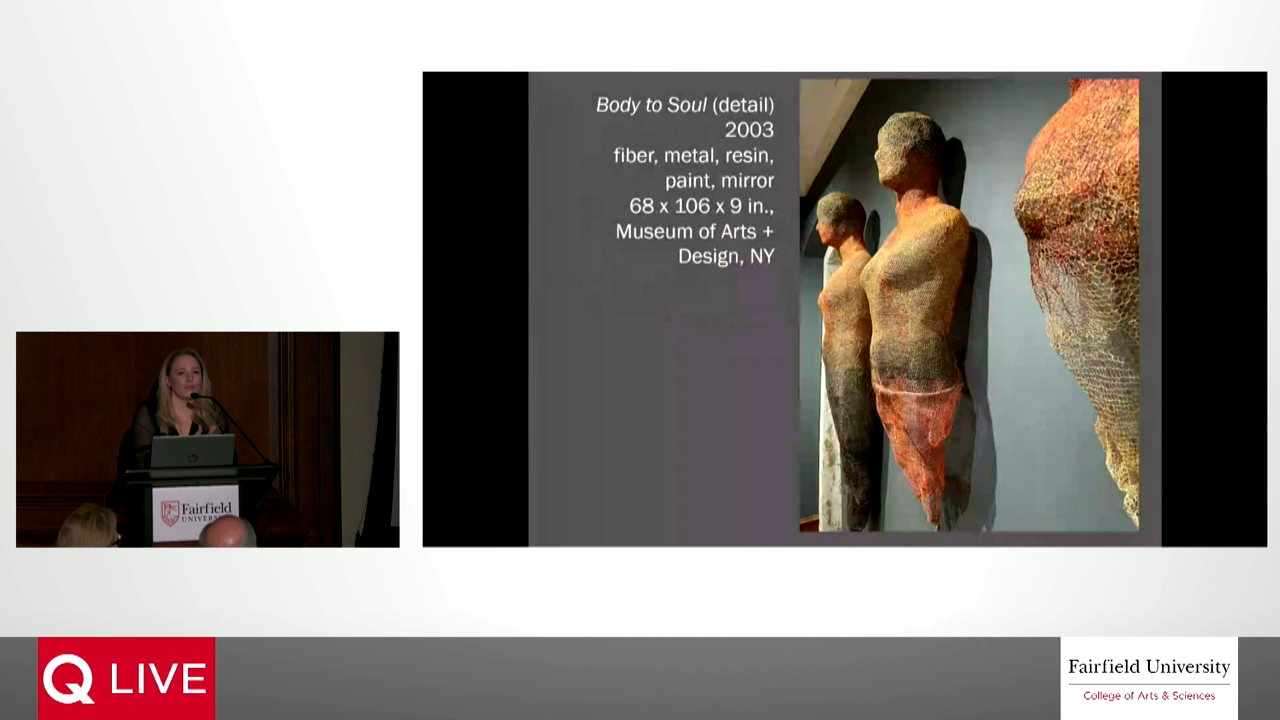 Body to Soul (detail)
2003
fiber, metal, resin,
paint, mirror
68 x 106 x 9 in.,
Museum of Arts +
Design, NY
Fairfield
UNIVERSITY
Q LIVE
Fairfield University
College of Arts & Sciences